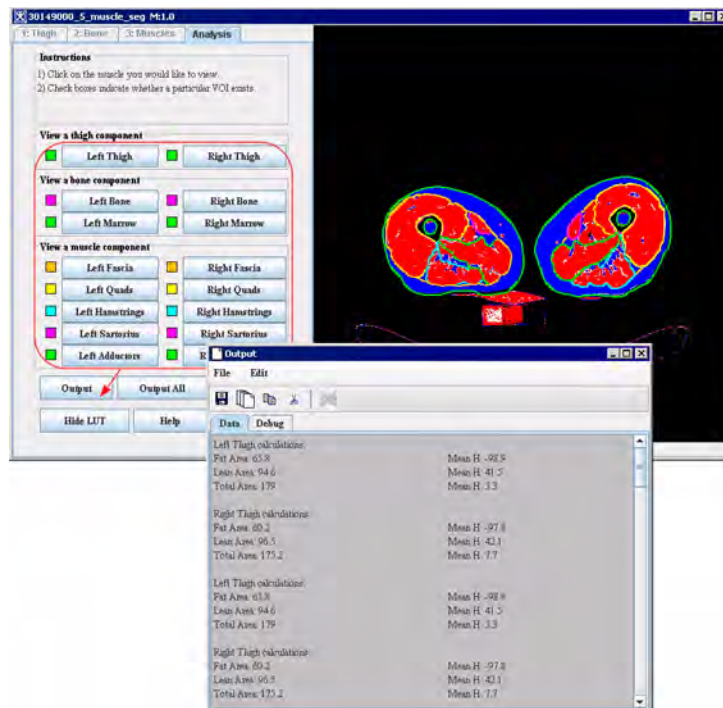 30149000_5_muscle_seg M:1.0
1: Thigh 2: Bone 3: Muscles Analysis
Instructions
1) Click on the muscle you would like to view.
2) Check boxes indicate whether a particular VOI exists.
View a thigh component
Left Thigh Right Thigh
View a bone component
Left Bone Right Bone
Left Marrow Right Marrow
View a muscle component
Left Fascia Right Fascia
Left Quads Right Quads
Left Hamstrings Right Hamstrings
Left Sartorius Right Sartorius
Left Adductors R
Output Output All
Hide LUT Help
Output
File Edit
Data Debug
Left Thigh calculations:
Fat Area: 63.8 Mean H: -98.9
Lean Area: 94.6 Mean H: 41.5
Total Area: 179 Mean H: 3.3
Right Thigh calculations:
Fat Area: 60.2 Mean H: -97.8
Lean Area: 96.5 Mean H: 42.1
Total Area: 175.2 Mean H: 7.7
Left Thigh calculations:
Fat Area: 63.8 Mean H: -98.9
Lean Area: 94.6 Mean H: 41.5
Total Area: 179 Mean H: 3.3
Right Thigh calculations:
Fat Area: 60.2 Mean H: -97.8
Lean Area: 96.5 Mean H: 42.1
Total Area: 175.2 Mean H: 7.7